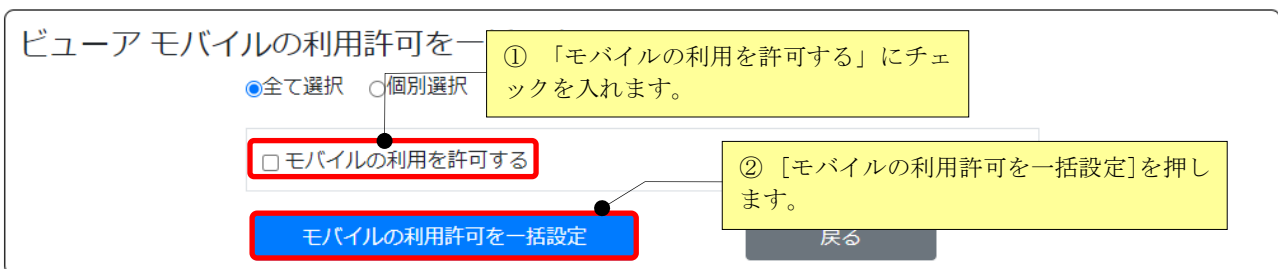 ビューア モバイルの利用許可を一
① 「モバイルの利用を許可する」にチェ
ックを入れます。
全て選択 個別選択
モバイルの利用を許可する
② [モバイルの利用許可を一括設定]を押し
ます。
モバイルの利用許可を一括設定
戻る